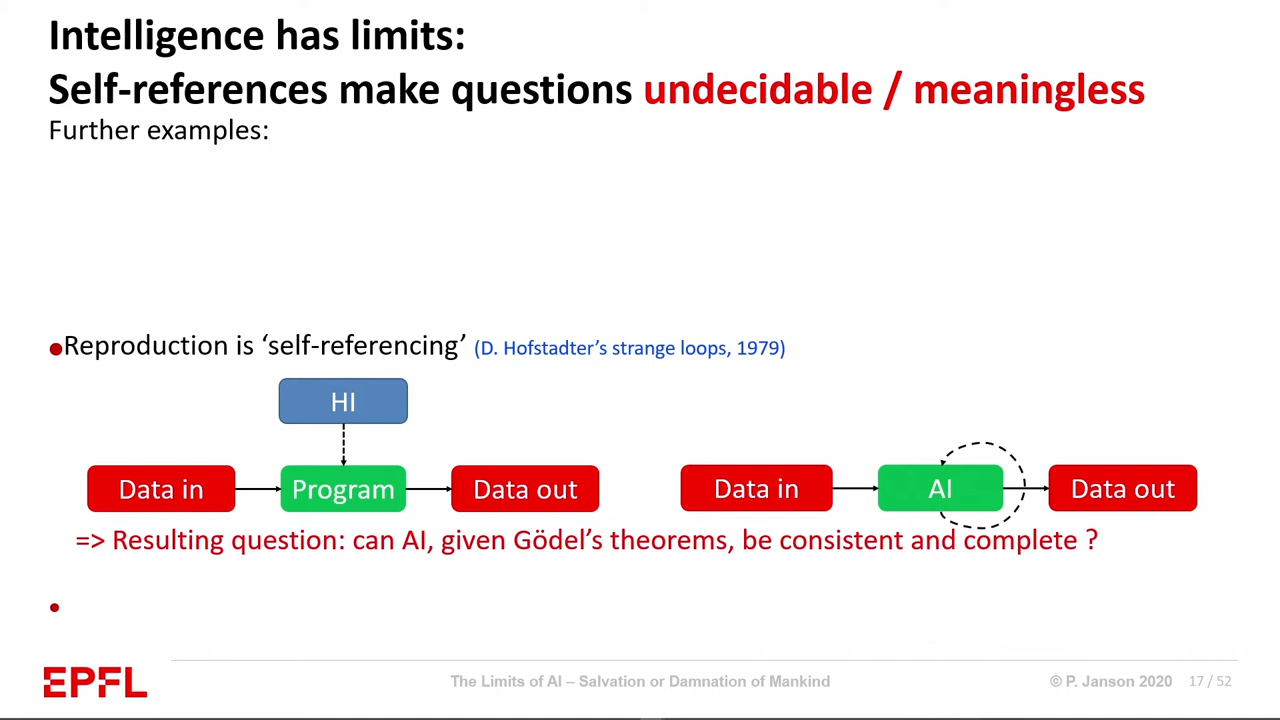 Intelligence has limits:
Self-references make questions undecidable / meaningless
Further examples:
•Reproduction is ‘self-referencing’ (D. Hofstadter’s strange loops, 1979)
HI
Data in
Program
Data out
Data in
AI
Data out
=> Resulting question: can AI, given Gödel’s theorems, be consistent and complete ?
•
EPFL
The Limits of AI – Salvation or Damnation of Mankind
© P. Janson 2020
17 / 52